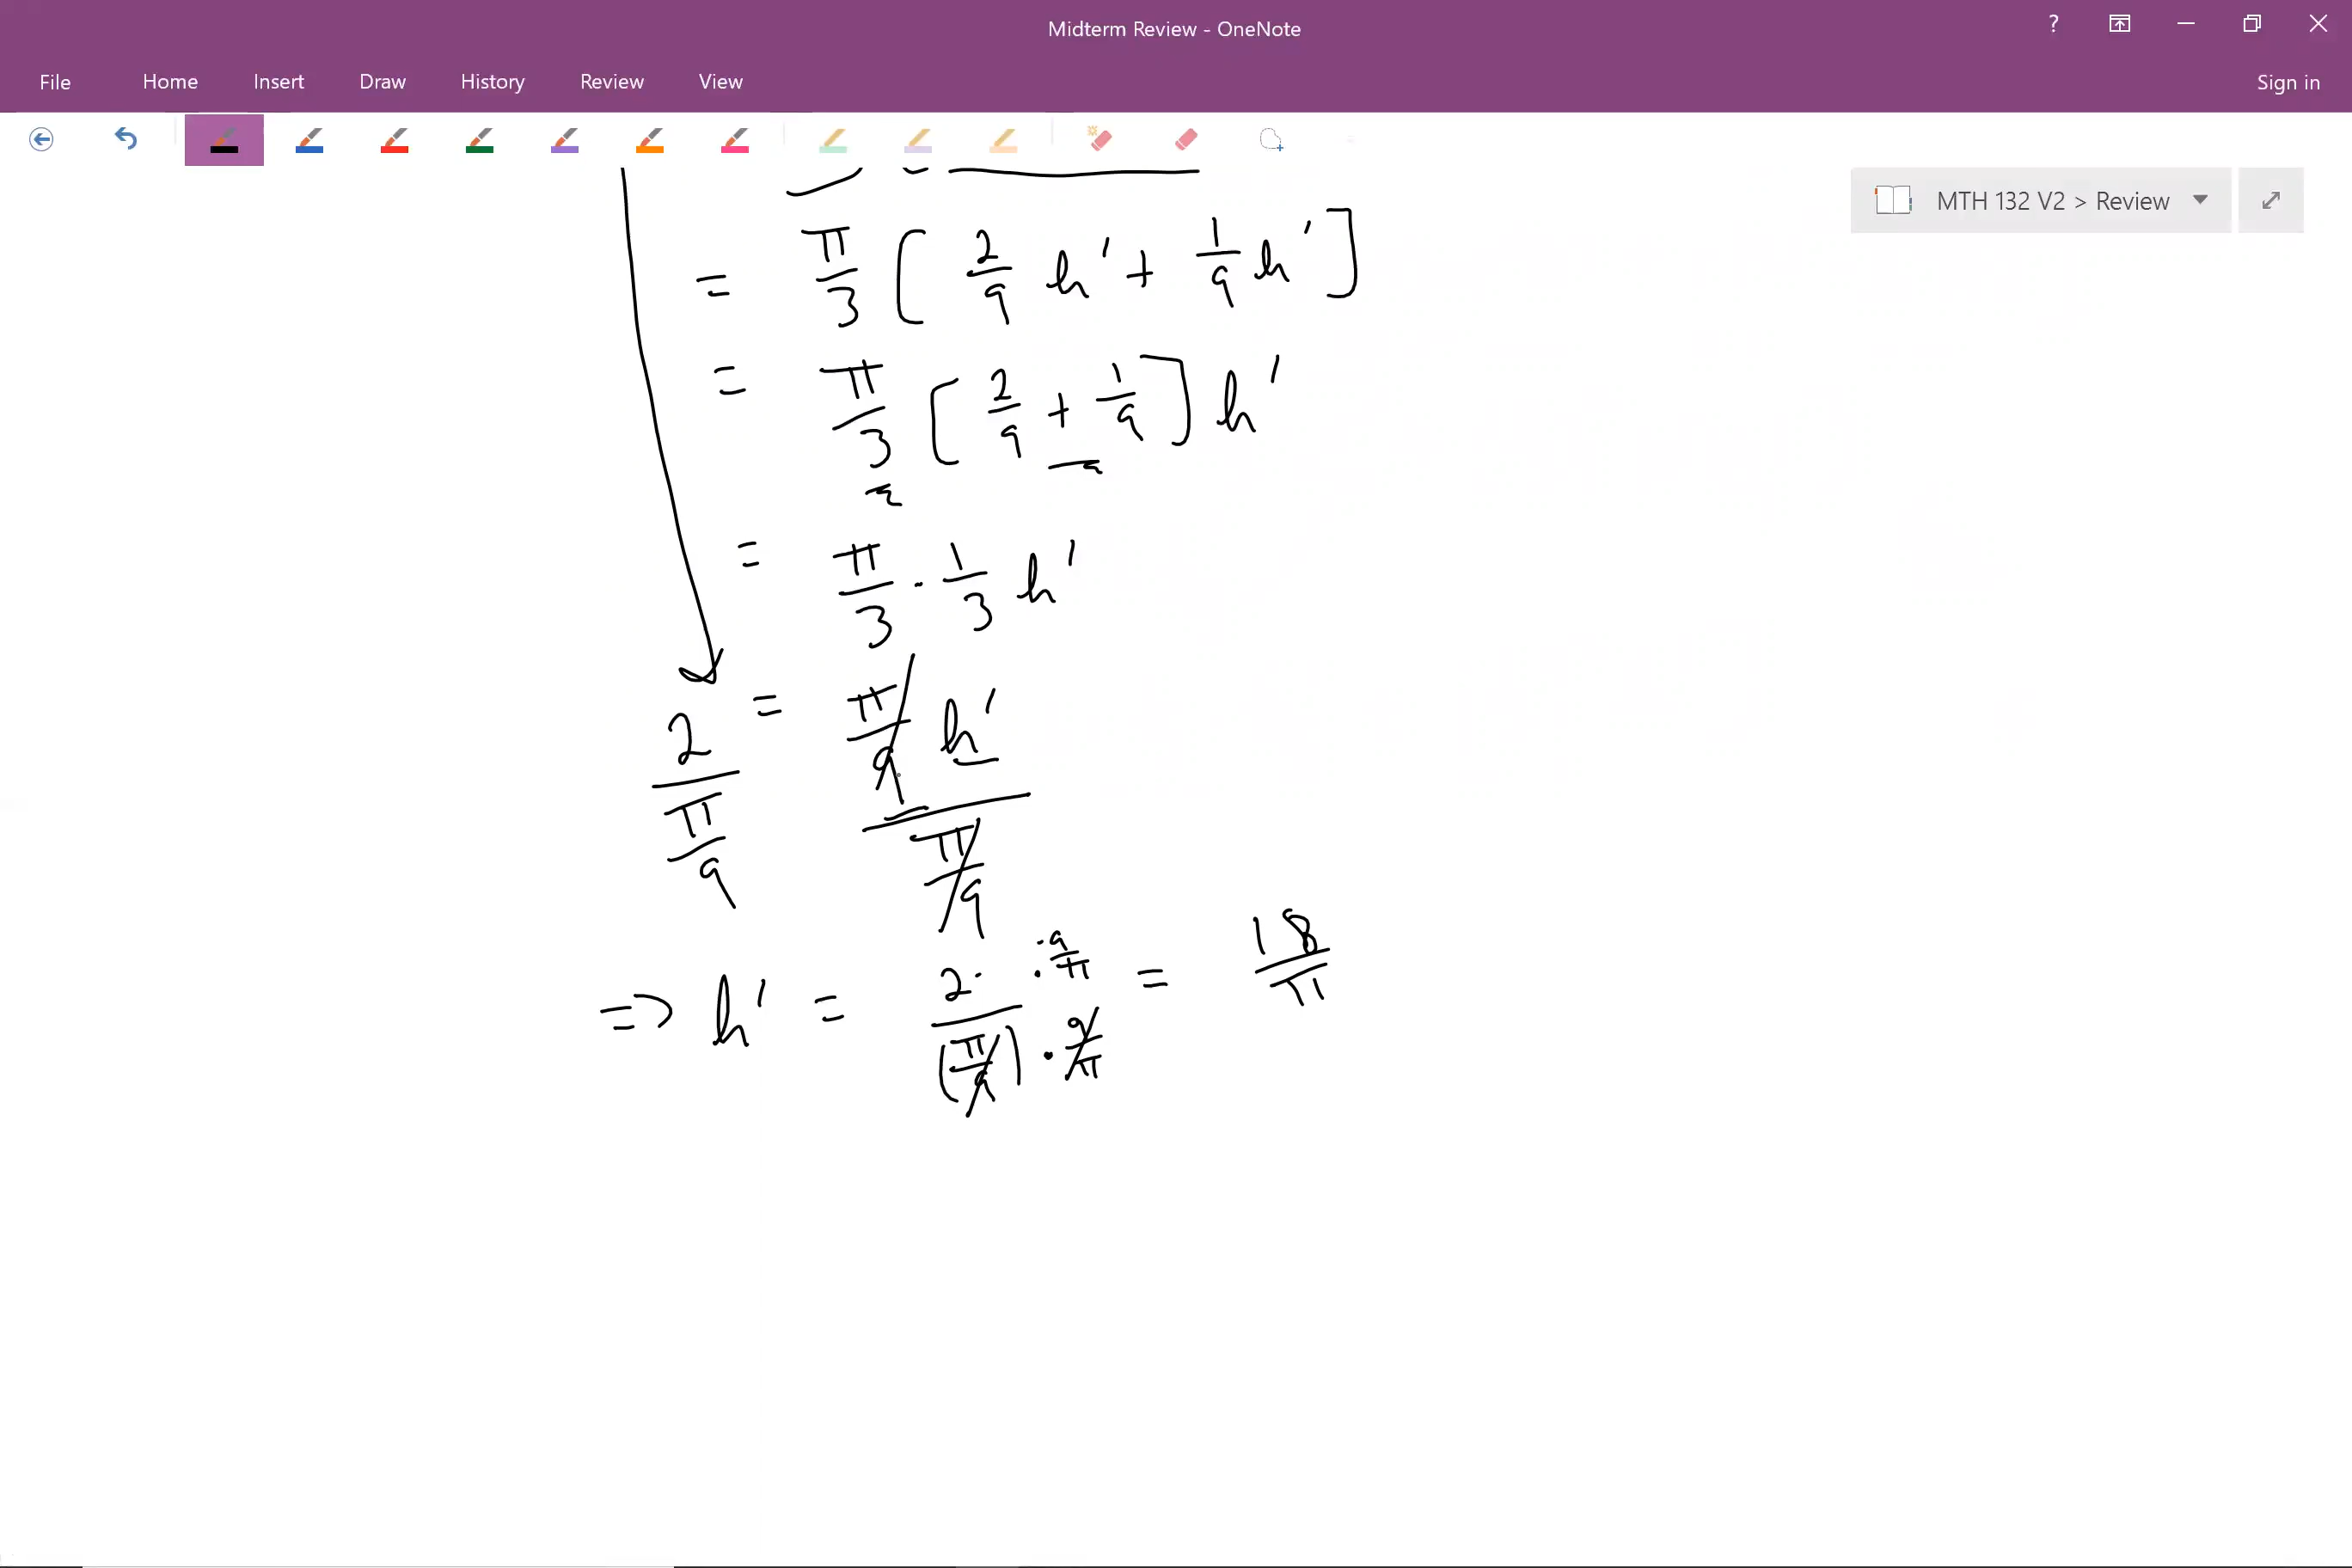 Midterm Review - OneNote
?
File Home Insert Draw History Review View Sign in
MTH 132 V2 > Review
= π/3 [ 2/9 h' + 1/9 h' ]
= π/3 [ 2/9 + 1/9 ] h'
= π/3 · 1/3 h'
2/(π/9) = (π/9 h')/(π/9)
⇒ h' = (2 · 9/π)/((π/9) · 9/π) = 18/π